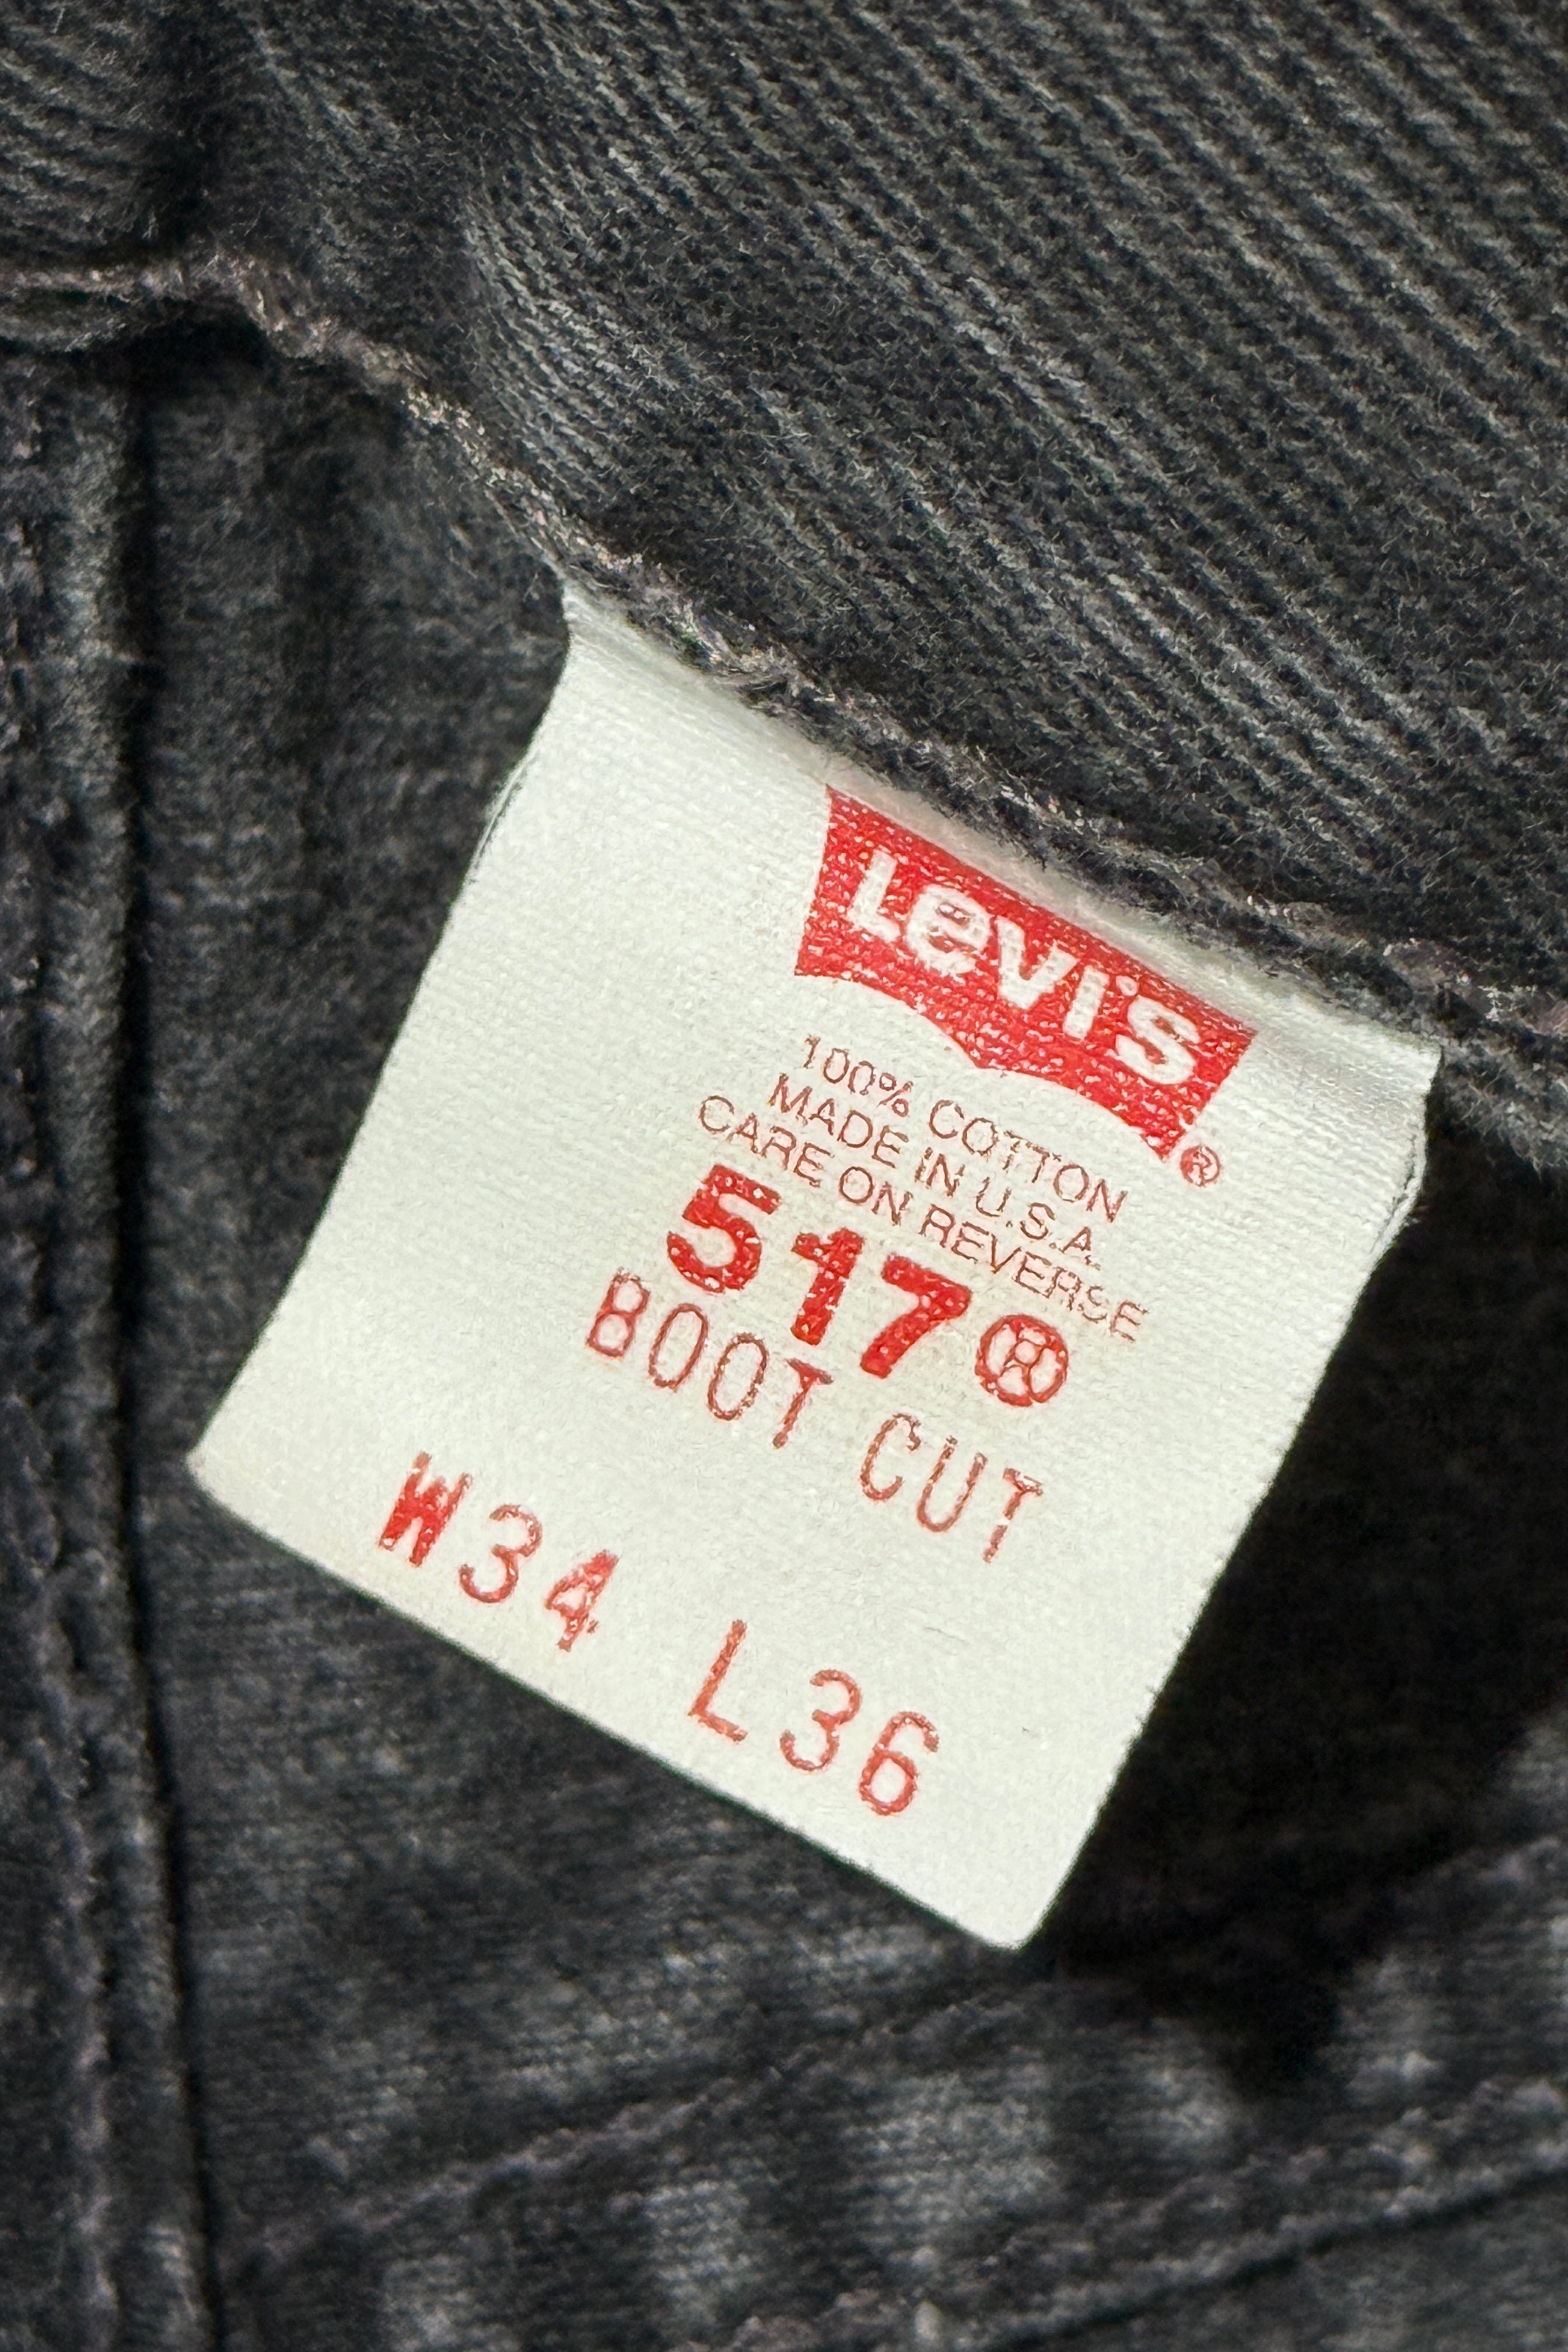 Levi's
®
100% COTTON
MADE IN U.S.A.
CARE ON REVERSE
517®
BOOT CUT
W34 L36